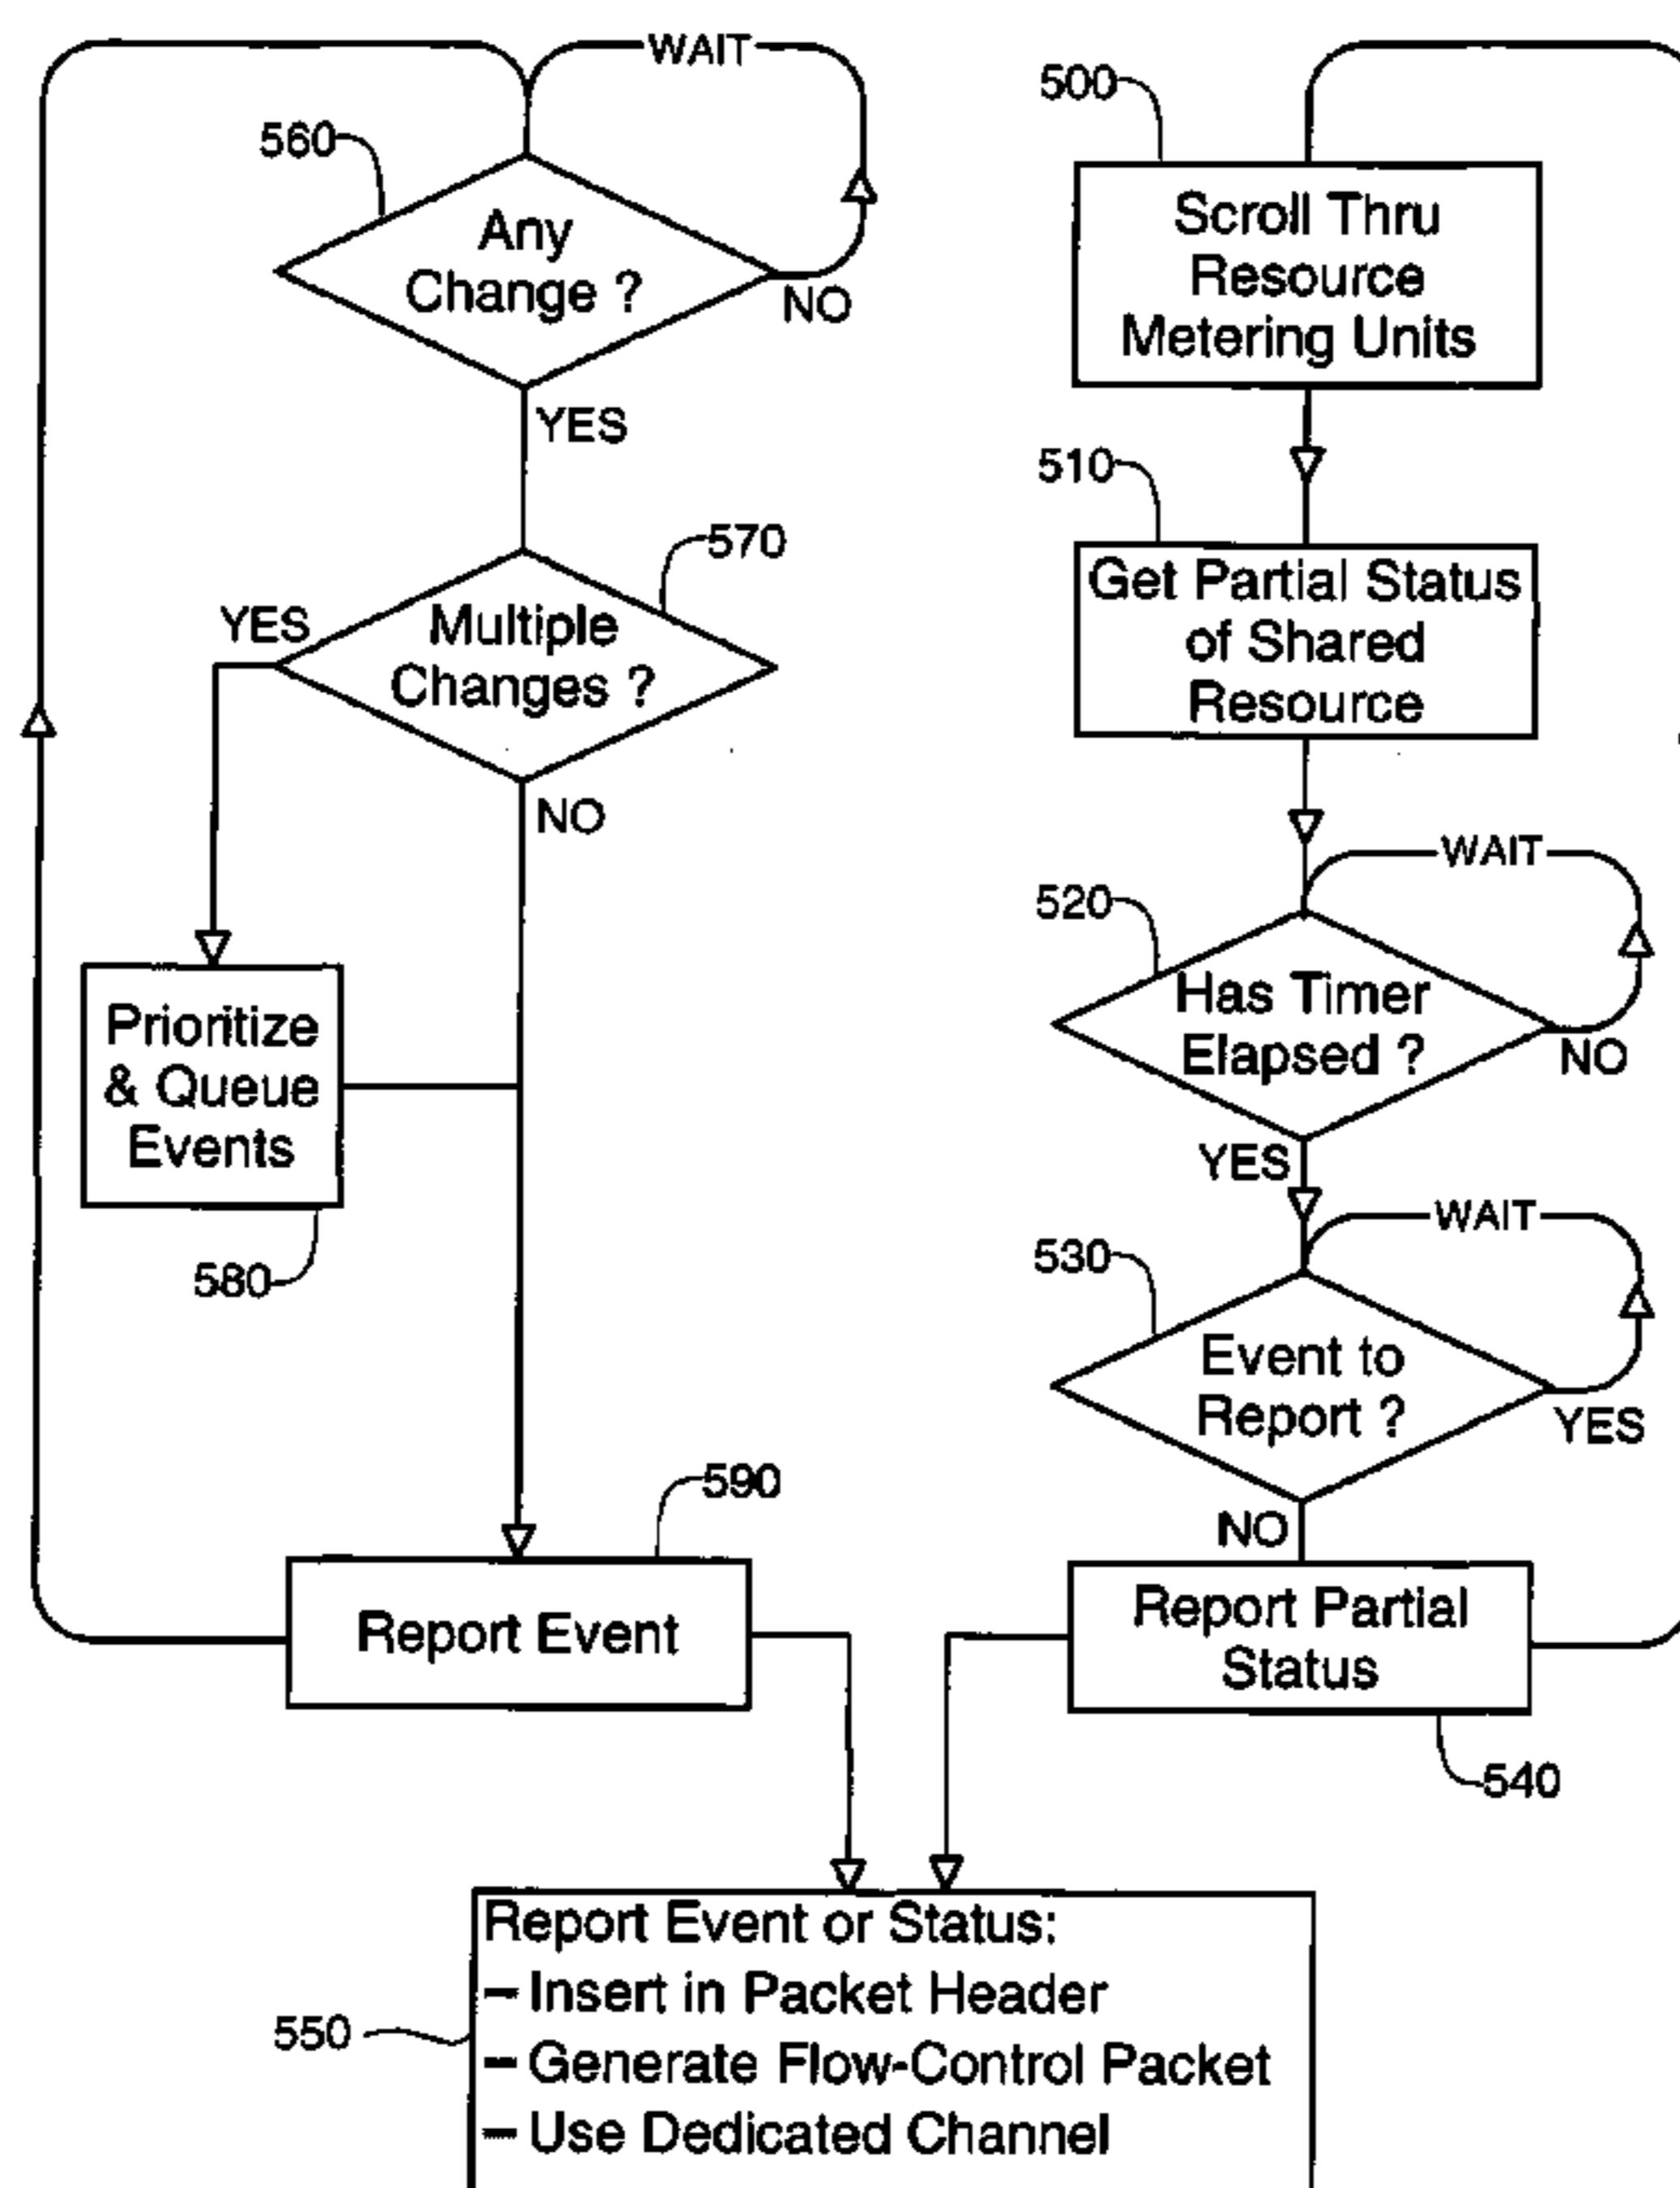 WAIT
560
Any
Change ?
NO
YES
570
YES
Multiple
Changes ?
NO
Prioritize
& Queue
Events
580
590
Report Event
500
Scroll Thru
Resource
Metering Units
510
Get Partial Status
of Shared
Resource
WAIT
520
Has Timer
Elapsed ?
NO
YES
WAIT
530
Event to
Report ?
YES
NO
Report Partial
Status
540
Report Event or Status:
– Insert in Packet Header
550
– Generate Flow-Control Packet
– Use Dedicated Channel